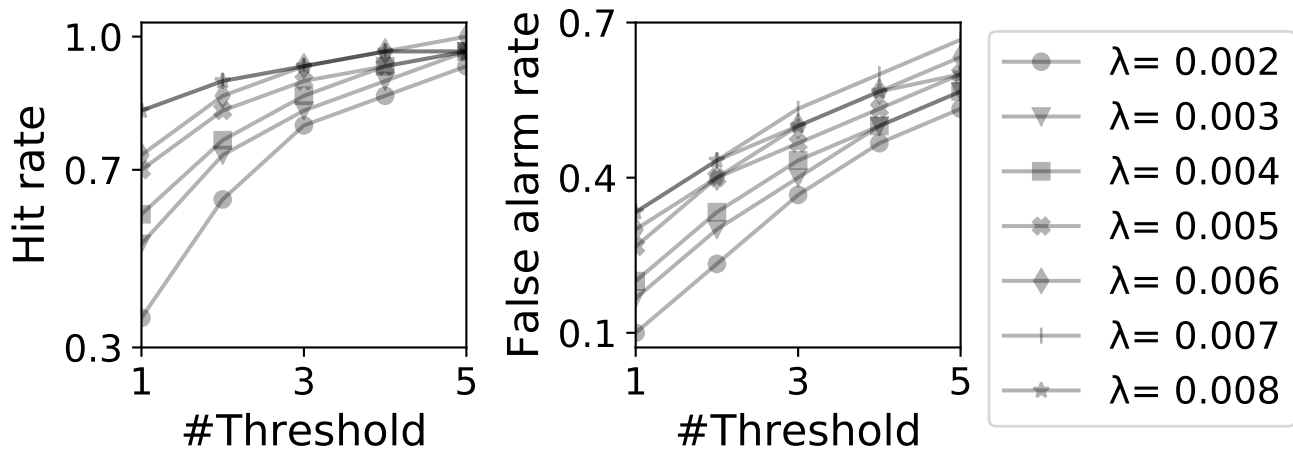 Hit rate
1.0
0.7
0.3
1
3
5
#Threshold
False alarm rate
0.7
0.4
0.1
1
3
5
#Threshold
λ= 0.002
λ= 0.003
λ= 0.004
λ= 0.005
λ= 0.006
λ= 0.007
λ= 0.008